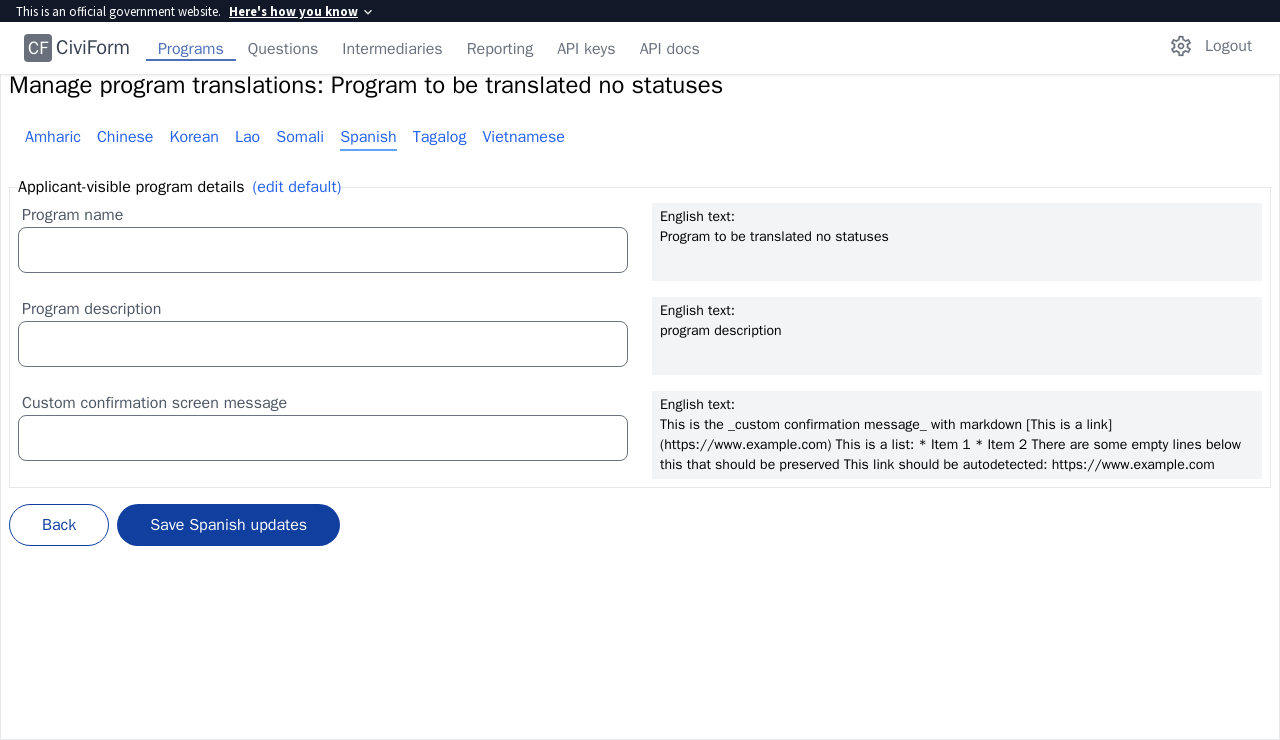 This is an official government website. Here's how you know
CF CiviForm Programs Questions Intermediaries Reporting API keys API docs Logout
Manage program translations: Program to be translated no statuses
Amharic Chinese Korean Lao Somali Spanish Tagalog Vietnamese
Applicant-visible program details (edit default)
Program name
English text:
Program to be translated no statuses
Program description
English text:
program description
Custom confirmation screen message
English text:
This is the _custom confirmation message_ with markdown [This is a link]
(https://www.example.com) This is a list: * Item 1 * Item 2 There are some empty lines below
this that should be preserved This link should be autodetected: https://www.example.com
Back Save Spanish updates